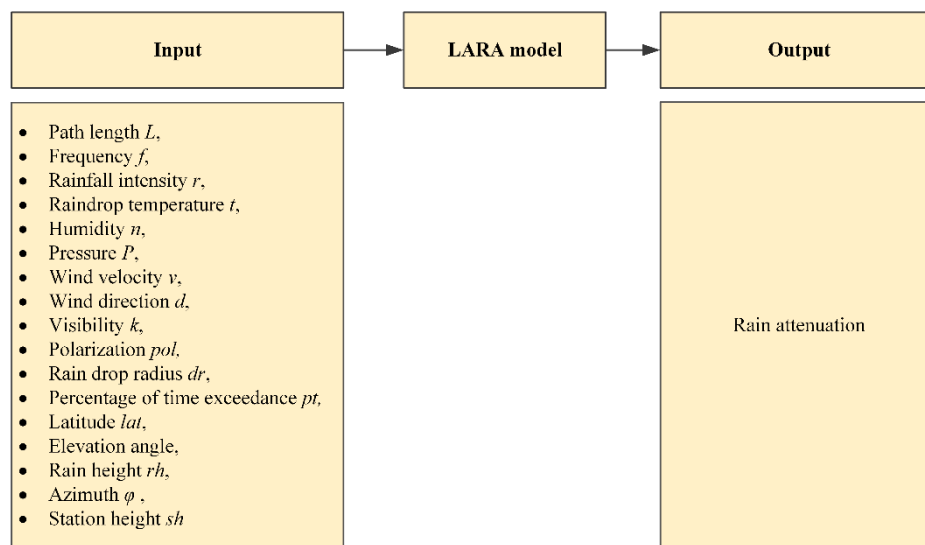 Input
LARA model
Output
• Path length L,
• Frequency f,
• Rainfall intensity r,
• Raindrop temperature t,
• Humidity n,
• Pressure P,
• Wind velocity v,
• Wind direction d,
• Visibility k,
• Polarization pol,
• Rain drop radius dr,
• Percentage of time exceedance pt,
• Latitude lat,
• Elevation angle,
• Rain height rh,
• Azimuth φ ,
• Station height sh
Rain attenuation